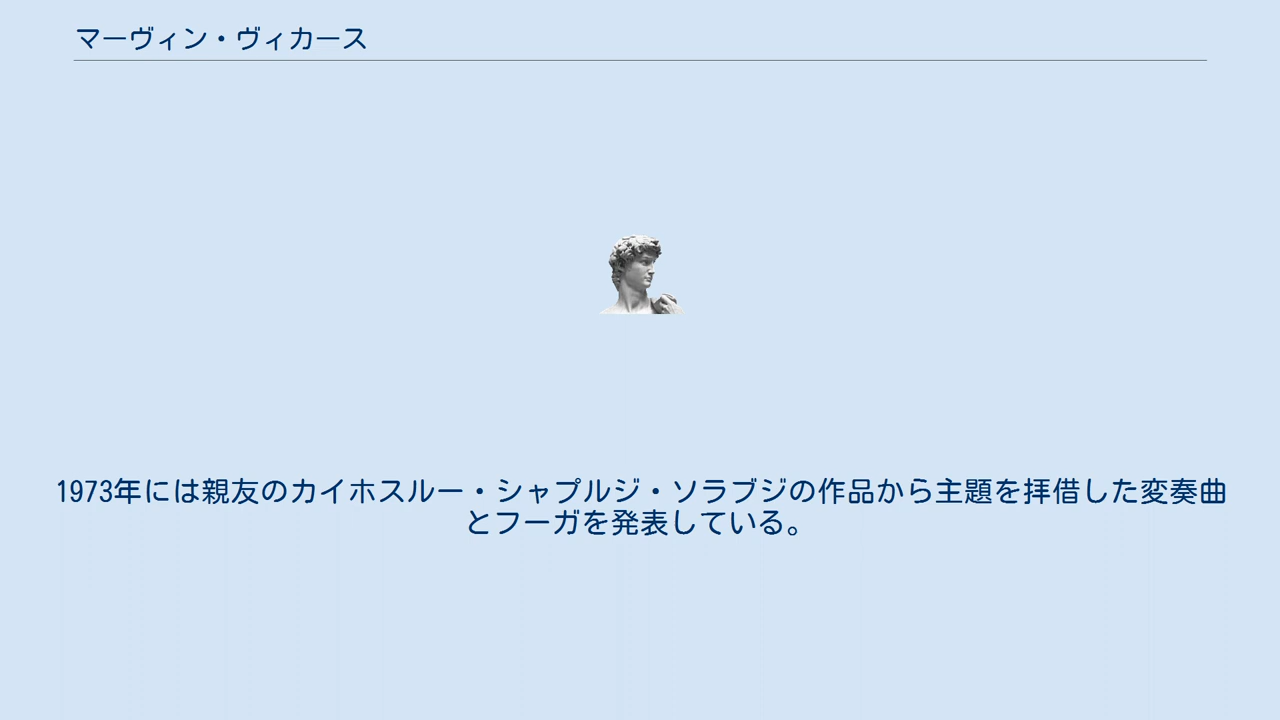 マーヴィン・ヴィカース
1973年には親友のカイホスルー・シャプルジ・ソラブジの作品から主題を拝借した変奏曲
とフーガを発表している。